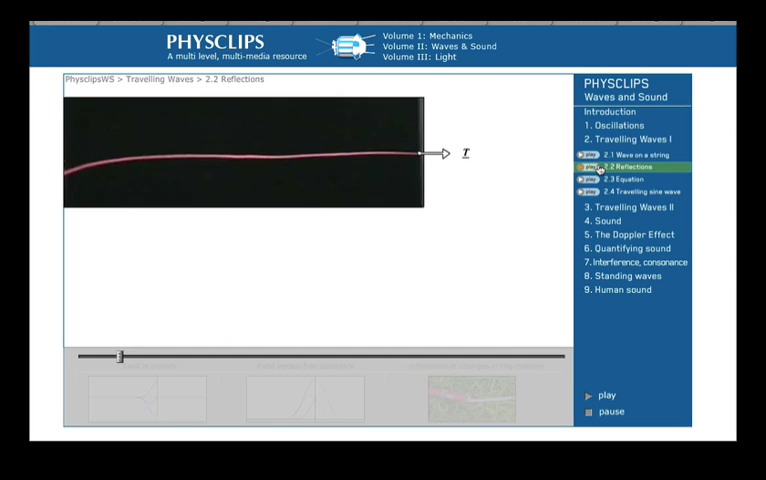 PHYSCLIPS
A multi level, multi-media resource
Volume I: Mechanics
Volume II: Waves & Sound
Volume III: Light
PhysclipsWS > Travelling Waves > 2.2 Reflections
T
PHYSCLIPS
Waves and Sound
Introduction
1. Oscillations
2. Travelling Waves I
play 2.1 Wave on a string
play 2.2 Reflections
play 2.3 Equation
play 2.4 Travelling sine wave
3. Travelling Waves II
4. Sound
5. The Doppler Effect
6. Quantifying sound
7. Interference, consonance
8. Standing waves
9. Human sound
play
pause